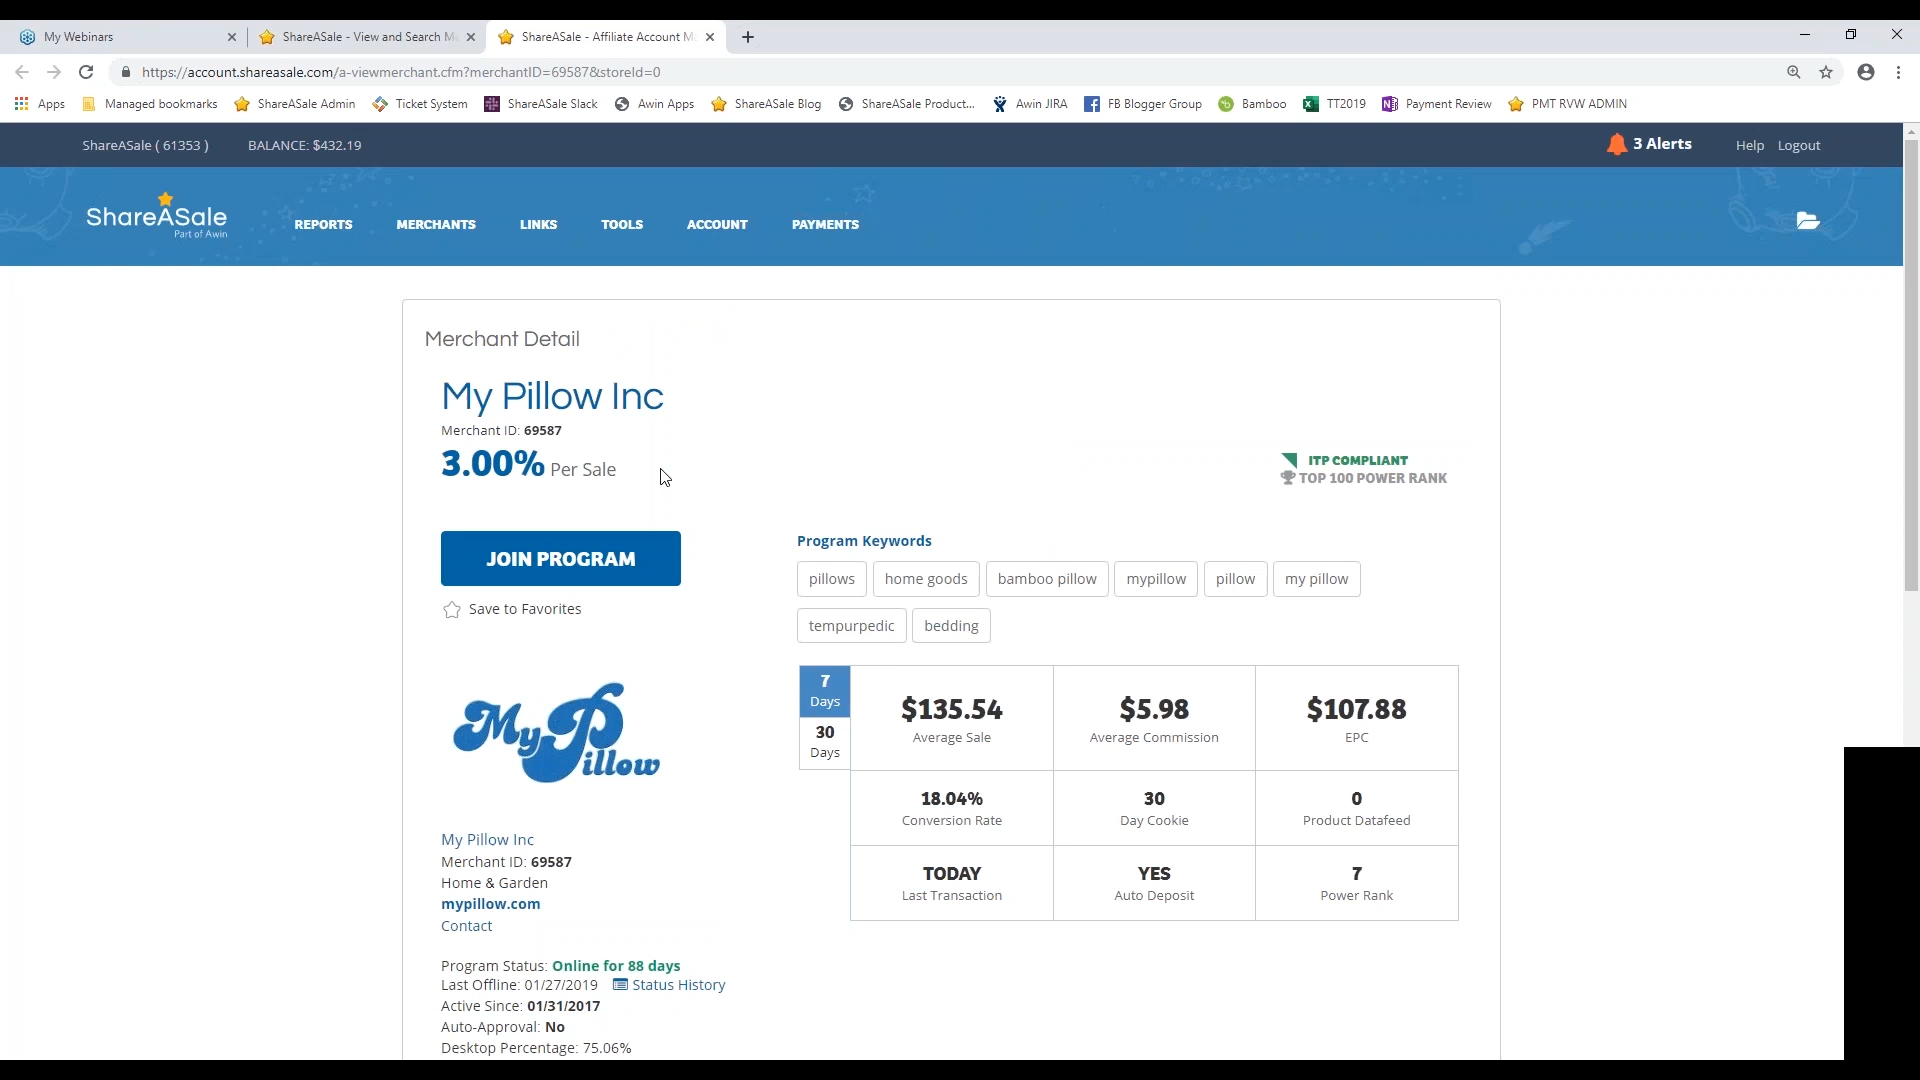 My Webinars
ShareASale - View and Search M
ShareASale - Affiliate Account M
https://account.shareasale.com/a-viewmerchant.cfm?merchantID=69587&storeId=0
Apps
Managed bookmarks
ShareASale Admin
Ticket System
ShareASale Slack
Awin Apps
ShareASale Blog
ShareASale Product...
Awin JIRA
FB Blogger Group
Bamboo
TT2019
Payment Review
PMT RVW ADMIN
ShareASale ( 61353 )
BALANCE: $432.19
3 Alerts
Help
Logout
ShareASale
Part of Awin
REPORTS
MERCHANTS
LINKS
TOOLS
ACCOUNT
PAYMENTS
Merchant Detail
My Pillow Inc
Merchant ID: 69587
3.00% Per Sale
ITP COMPLIANT
TOP 100 POWER RANK
JOIN PROGRAM
Save to Favorites
Program Keywords
pillows
home goods
bamboo pillow
mypillow
pillow
my pillow
tempurpedic
bedding
7
Days
30
Days
$135.54
Average Sale
$5.98
Average Commission
$107.88
EPC
18.04%
Conversion Rate
30
Day Cookie
0
Product Datafeed
TODAY
Last Transaction
YES
Auto Deposit
7
Power Rank
My Pillow
My Pillow Inc
Merchant ID: 69587
Home & Garden
mypillow.com
Contact
Program Status: Online for 88 days
Last Offline: 01/27/2019 Status History
Active Since: 01/31/2017
Auto-Approval: No
Desktop Percentage: 75.06%